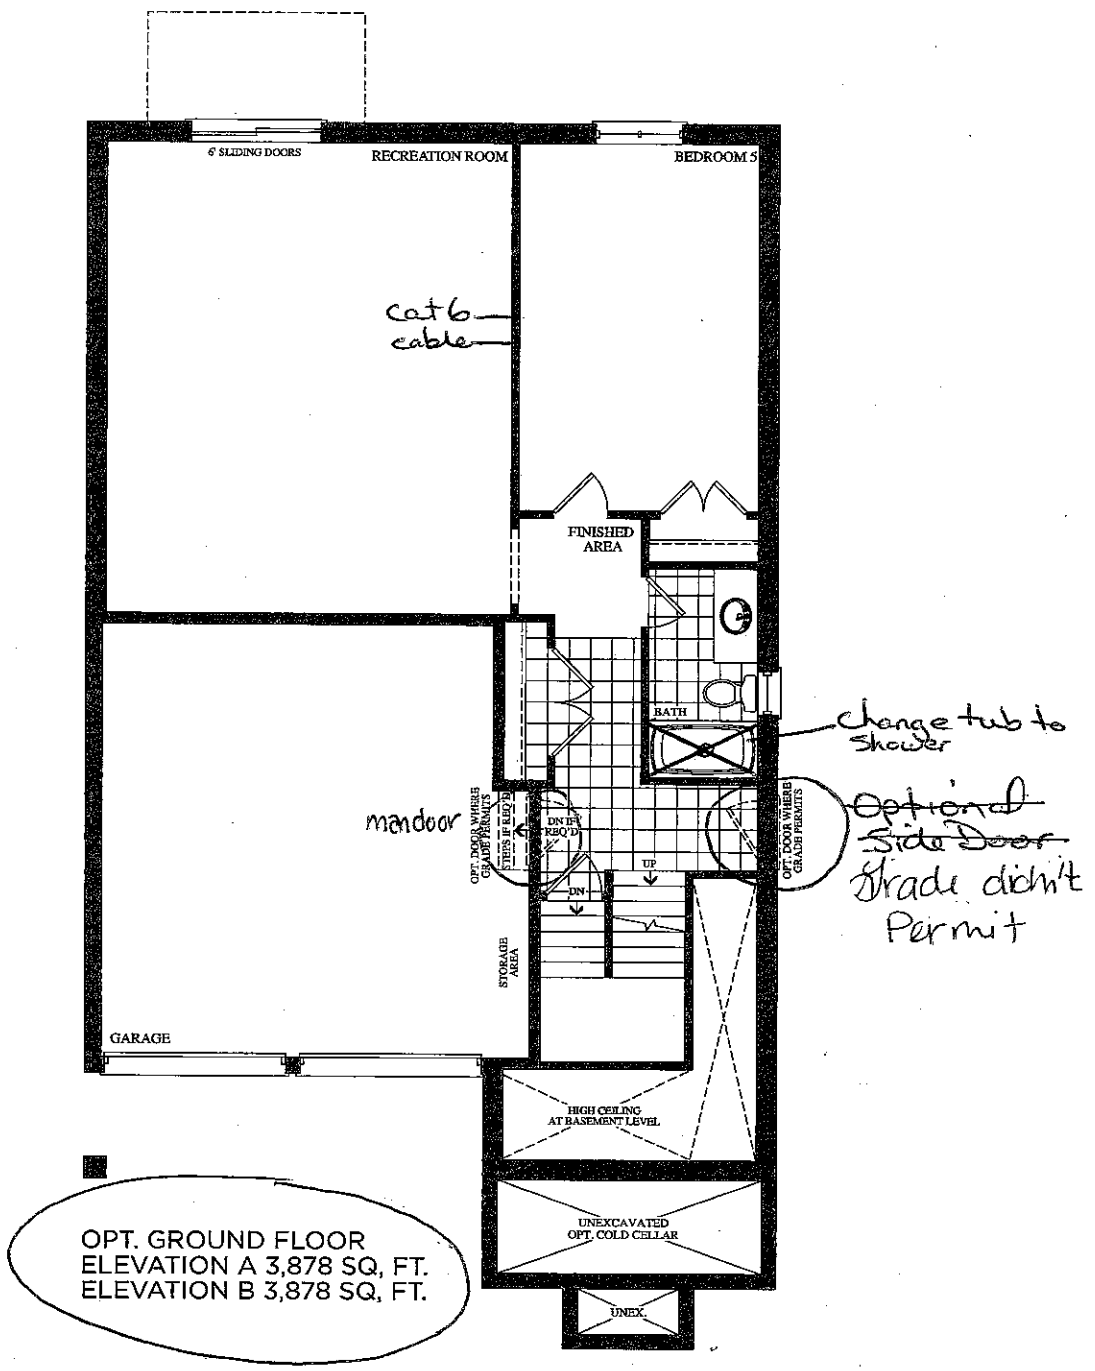 6' SLIDING DOORS
RECREATION ROOM
BEDROOM 5
Cat 6
cable
FINISHED
AREA
BATH
Change tub to
Shower
mandoor
OPT. DOOR WHERE
GRADE PERMITS
STEPS IF REQ'D
DN IF
REQ'D
UP
DN
OPT. DOOR WHERE
GRADE PERMITS
Optional
Side Door
Grade didn't
Permit
STORAGE
AREA
GARAGE
HIGH CEILING
AT BASEMENT LEVEL
UNEXCAVATED
OPT. COLD CELLAR
UNEX.
OPT. GROUND FLOOR
ELEVATION A 3,878 SQ, FT.
ELEVATION B 3,878 SQ, FT.